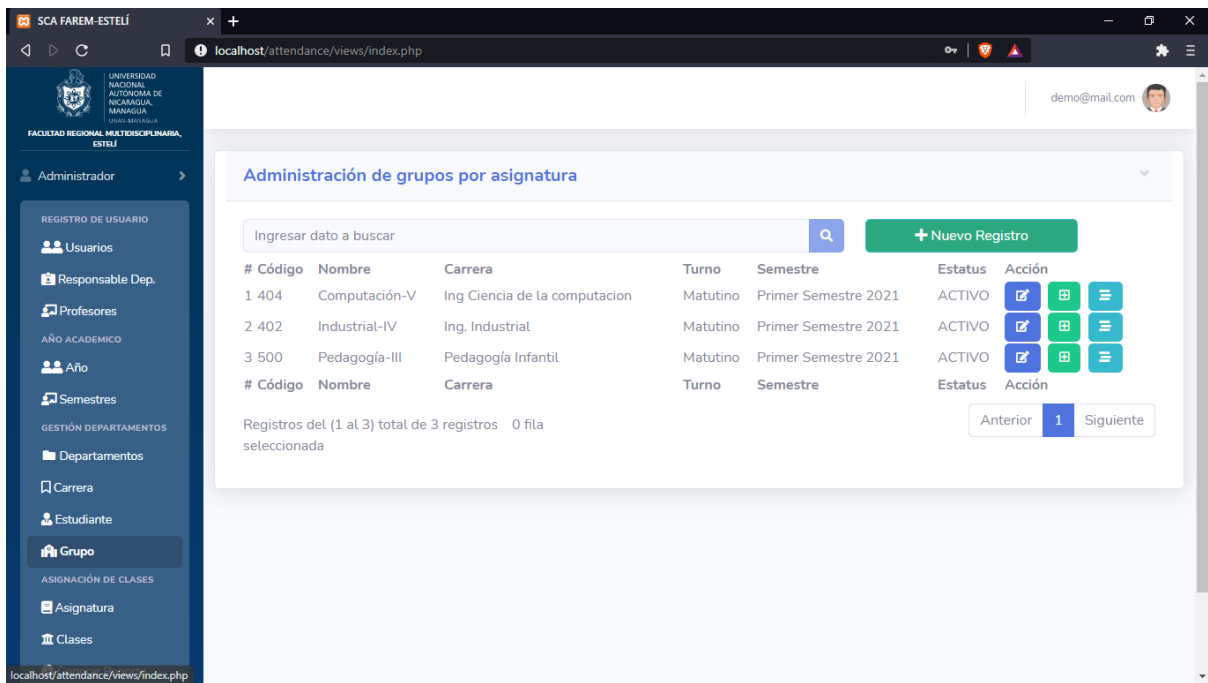 SCA FAREM-ESTELÍ
localhost/attendance/views/index.php
UNIVERSIDAD
NACIONAL
AUTÓNOMA DE
NICARAGUA,
MANAGUA
UNAN-MANAGUA
FACULTAD REGIONAL MULTIDISCIPLINARIA,
ESTELÍ
demo@mail.com
Administrador
REGISTRO DE USUARIO
Usuarios
Responsable Dep.
Profesores
AÑO ACADEMICO
Año
Semestres
GESTIÓN DEPARTAMENTOS
Departamentos
Carrera
Estudiante
Grupo
ASIGNACIÓN DE CLASES
Asignatura
Clases
localhost/attendance/views/index.php
Administración de grupos por asignatura
Ingresar dato a buscar
Nuevo Registro
# Código Nombre Carrera Turno Semestre Estatus Acción
1 404 Computación-V Ing Ciencia de la computacion Matutino Primer Semestre 2021 ACTIVO
2 402 Industrial-IV Ing. Industrial Matutino Primer Semestre 2021 ACTIVO
3 500 Pedagogía-III Pedagogía Infantil Matutino Primer Semestre 2021 ACTIVO
# Código Nombre Carrera Turno Semestre Estatus Acción
Registros del (1 al 3) total de 3 registros 0 fila
seleccionada
Anterior 1 Siguiente